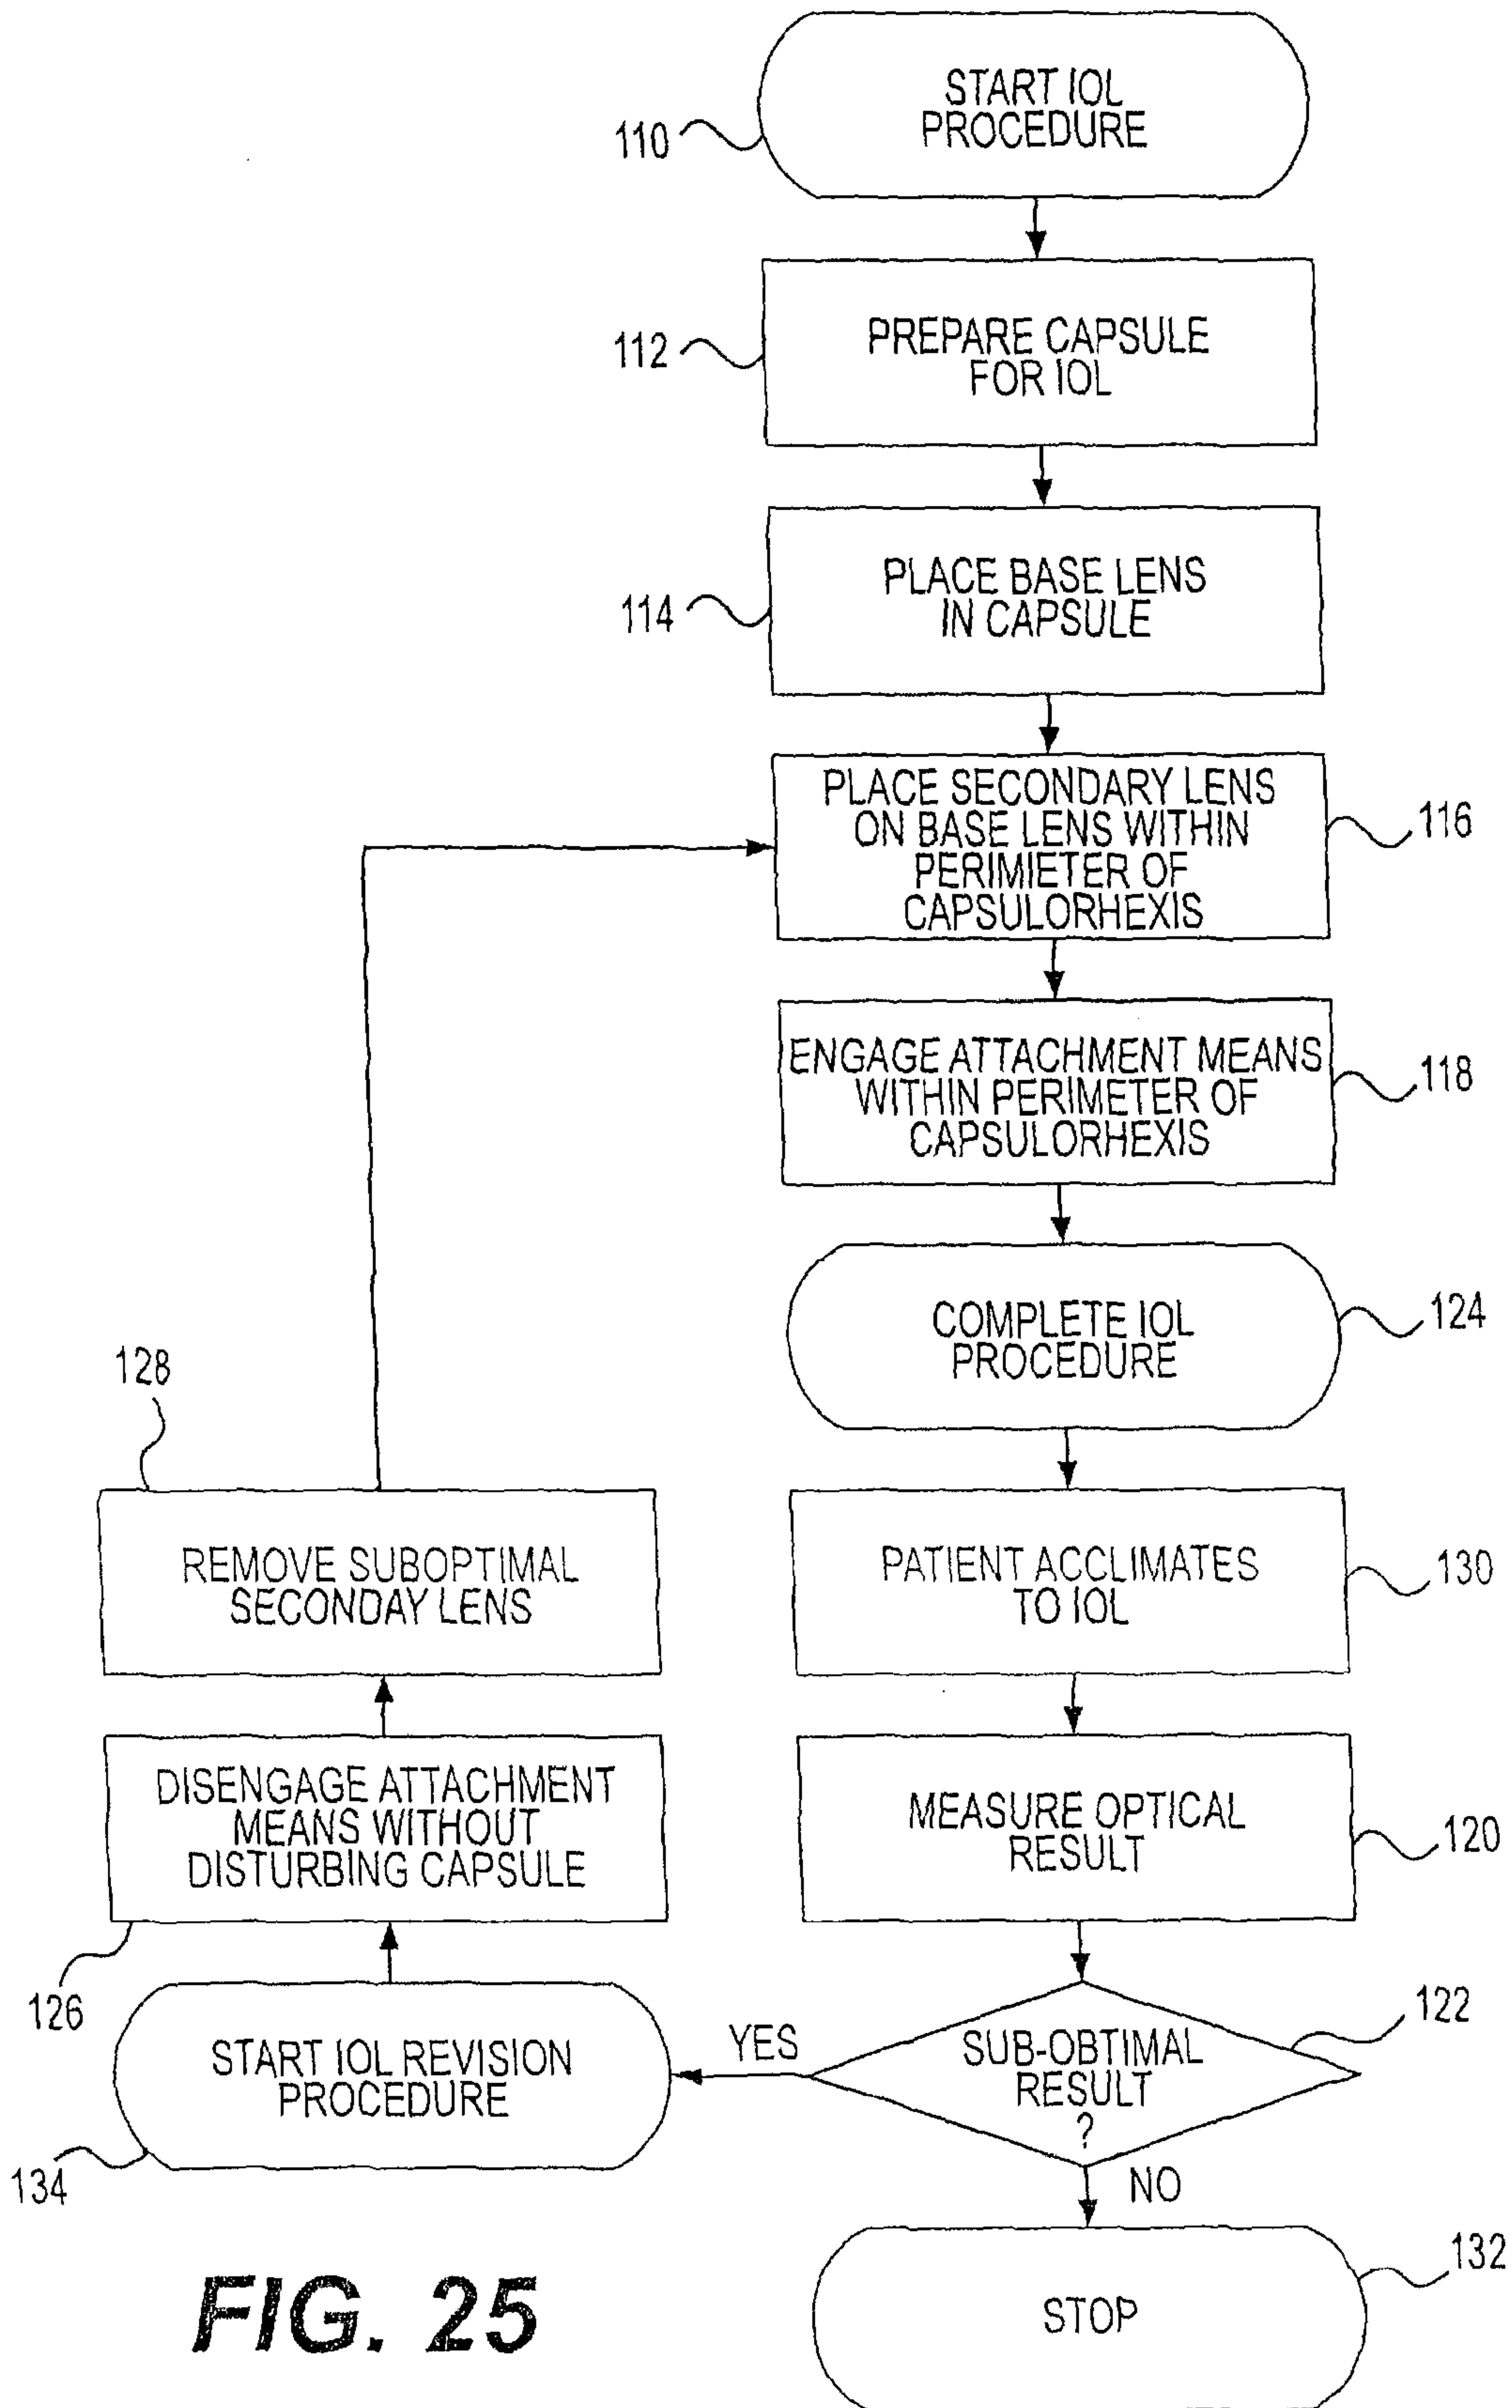 START IOL
PROCEDURE
110
PREPARE CAPSULE
FOR IOL
112
PLACE BASE LENS
IN CAPSULE
114
PLACE SECONDARY LENS
ON BASE LENS WITHIN
PERIMIETER OF
CAPSULORHEXIS
116
ENGAGE ATTACHMENT MEANS
WITHIN PERIMETER OF
CAPSULORHEXIS
118
COMPLETE IOL
PROCEDURE
124
PATIENT ACCLIMATES
TO IOL
130
MEASURE OPTICAL
RESULT
120
SUB-OBTIMAL
RESULT
?
122
YES
NO
STOP
132
START IOL REVISION
PROCEDURE
134
DISENGAGE ATTACHMENT
MEANS WITHOUT
DISTURBING CAPSULE
126
REMOVE SUBOPTIMAL
SECONDAY LENS
128
FIG. 25